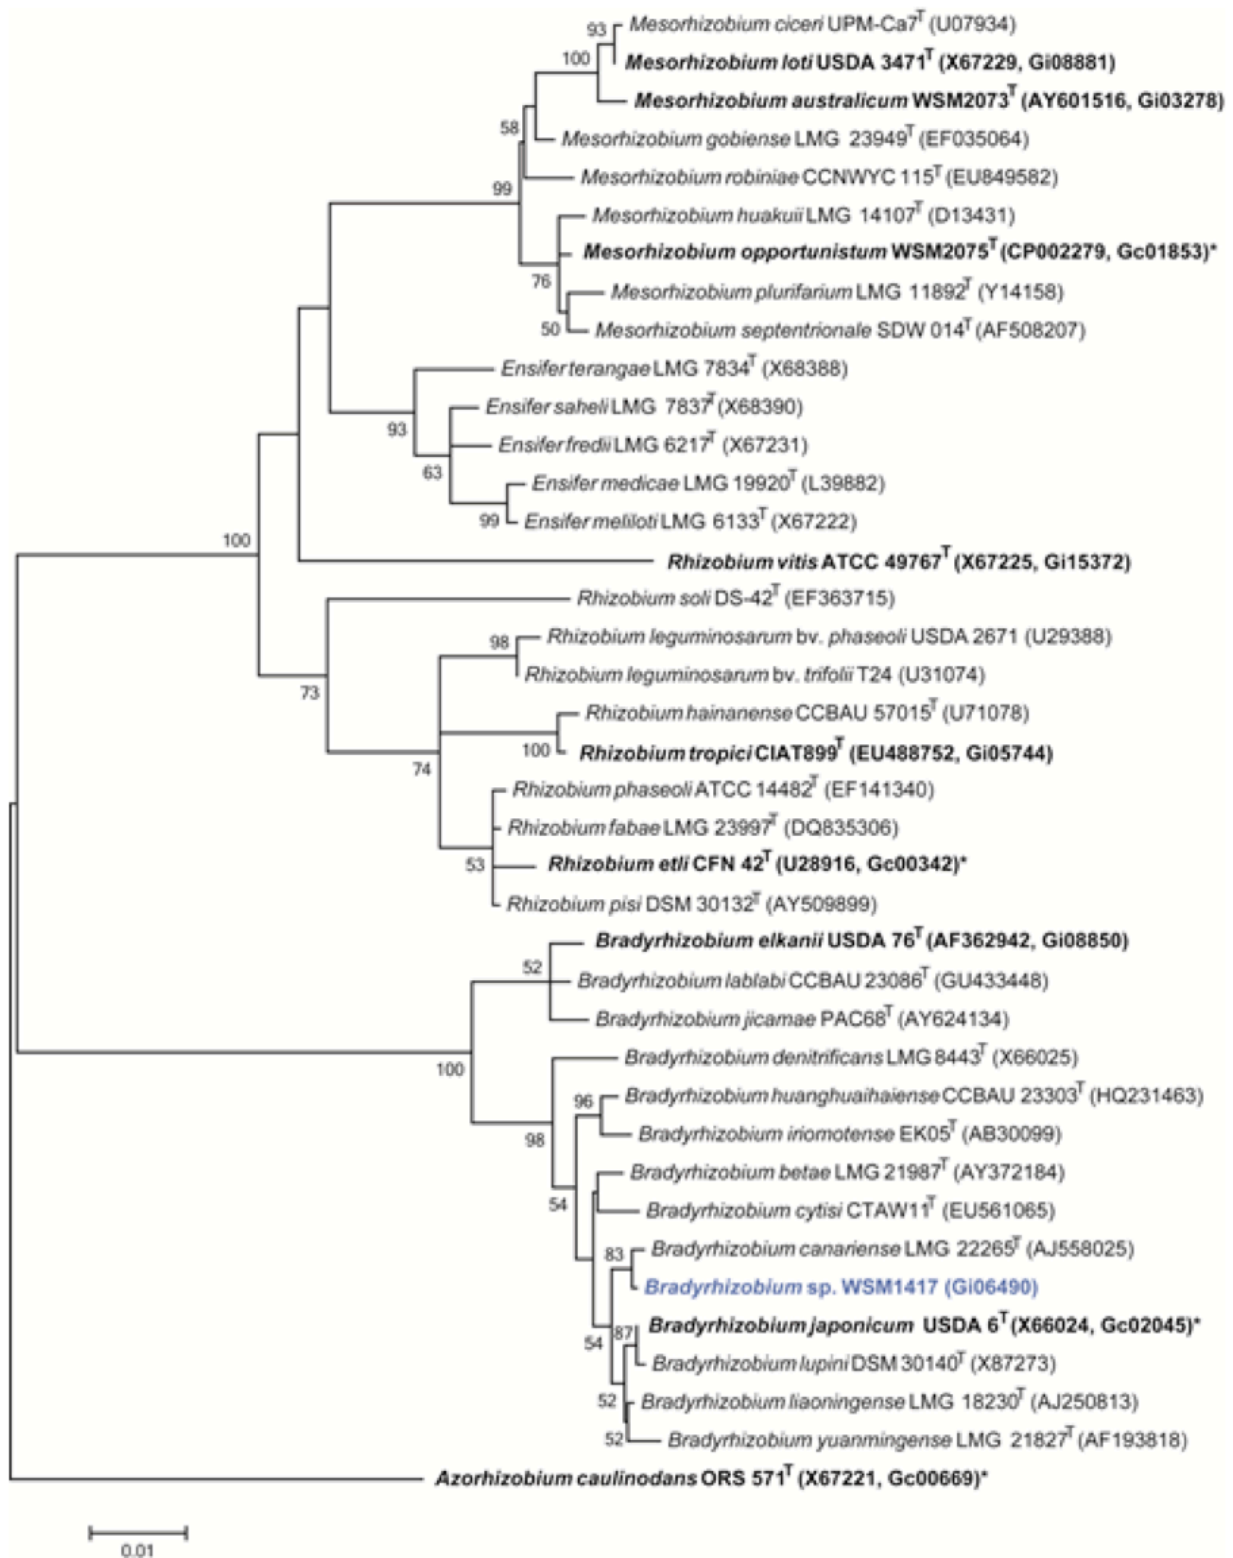 93
Mesorhizobium ciceri UPM-Ca7T (U07934)
100
Mesorhizobium loti USDA 3471T (X67229, Gi08881)
Mesorhizobium australicum WSM2073T (AY601516, Gi03278)
58
Mesorhizobium gobiense LMG 23949T (EF035064)
Mesorhizobium robiniae CCNWYC 115T (EU849582)
99
Mesorhizobium huakuii LMG 14107T (D13431)
Mesorhizobium opportunistum WSM2075T (CP002279, Gc01853)*
76
Mesorhizobium plurifarium LMG 11892T (Y14158)
50
Mesorhizobium septentrionale SDW 014T (AF508207)
Ensifer terangae LMG 7834T (X68388)
Ensifer saheli LMG 7837T (X68390)
93
Ensifer fredii LMG 6217T (X67231)
63
Ensifer medicae LMG 19920T (L39882)
99
Ensifer meliloti LMG 6133T (X67222)
100
Rhizobium vitis ATCC 49767T (X67225, Gi15372)
Rhizobium soli DS-42T (EF363715)
98
Rhizobium leguminosarum bv. phaseoli USDA 2671 (U29388)
Rhizobium leguminosarum bv. trifolii T24 (U31074)
73
Rhizobium hainanense CCBAU 57015T (U71078)
100
Rhizobium tropici CIAT899T (EU488752, Gi05744)
74
Rhizobium phaseoli ATCC 14482T (EF141340)
Rhizobium fabae LMG 23997T (DQ835306)
53
Rhizobium etli CFN 42T (U28916, Gc00342)*
Rhizobium pisi DSM 30132T (AY509899)
Bradyrhizobium elkanii USDA 76T (AF362942, Gi08850)
52
Bradyrhizobium lablabi CCBAU 23086T (GU433448)
Bradyrhizobium jicamae PAC68T (AY624134)
100
Bradyrhizobium denitrificans LMG 8443T (X66025)
96
Bradyrhizobium huanghuaihaiense CCBAU 23303T (HQ231463)
98
Bradyrhizobium iriomotense EK05T (AB30099)
Bradyrhizobium betae LMG 21987T (AY372184)
54
Bradyrhizobium cytisi CTAW11T (EU561065)
83
Bradyrhizobium canariense LMG 22265T (AJ558025)
Bradyrhizobium sp. WSM1417 (Gi06490)
54
87
Bradyrhizobium japonicum USDA 6T (X66024, Gc02045)*
Bradyrhizobium lupini DSM 30140T (X87273)
52
Bradyrhizobium liaoningense LMG 18230T (AJ250813)
52
Bradyrhizobium yuanmingense LMG 21827T (AF193818)
Azorhizobium caulinodans ORS 571T (X67221, Gc00669)*
0.01